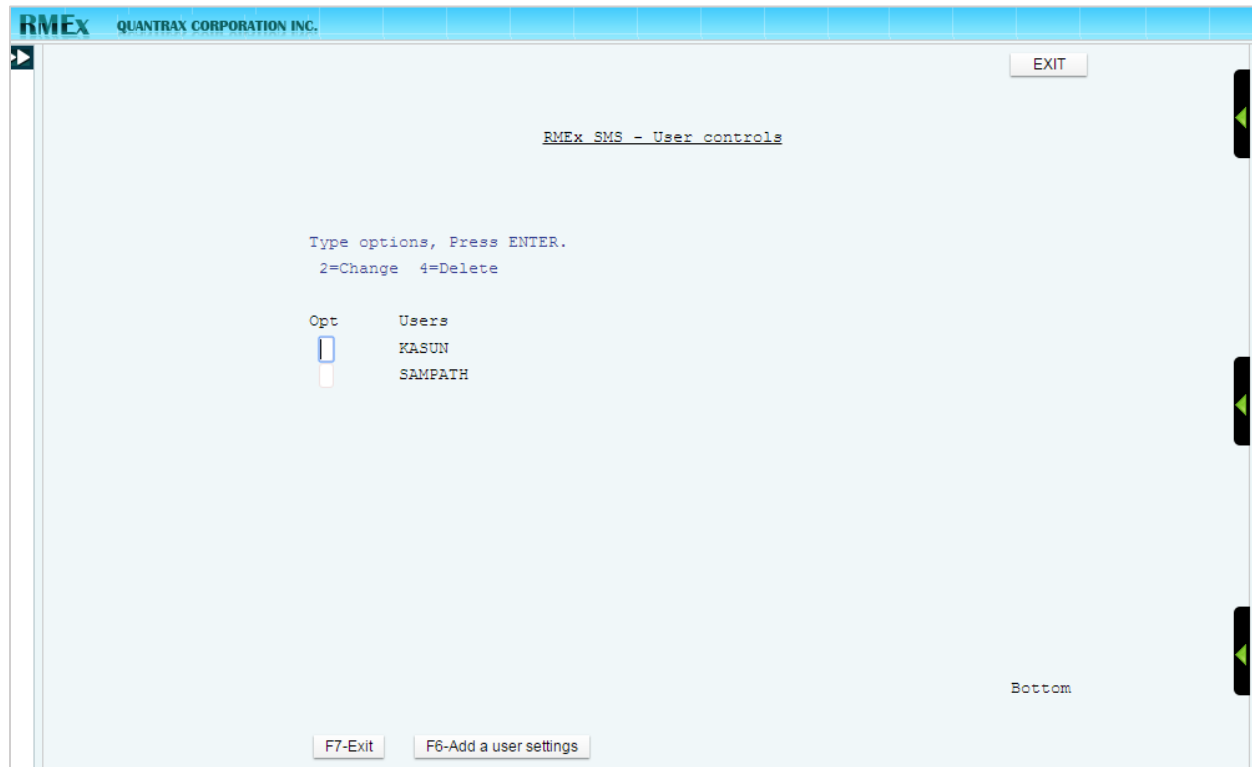 RMEx QUANTRAX CORPORATION INC.
EXIT
RMEx SMS - User controls
Type options, Press ENTER.
2=Change 4=Delete
Opt Users
KASUN
SAMPATH
Bottom
F7-Exit F6-Add a user settings